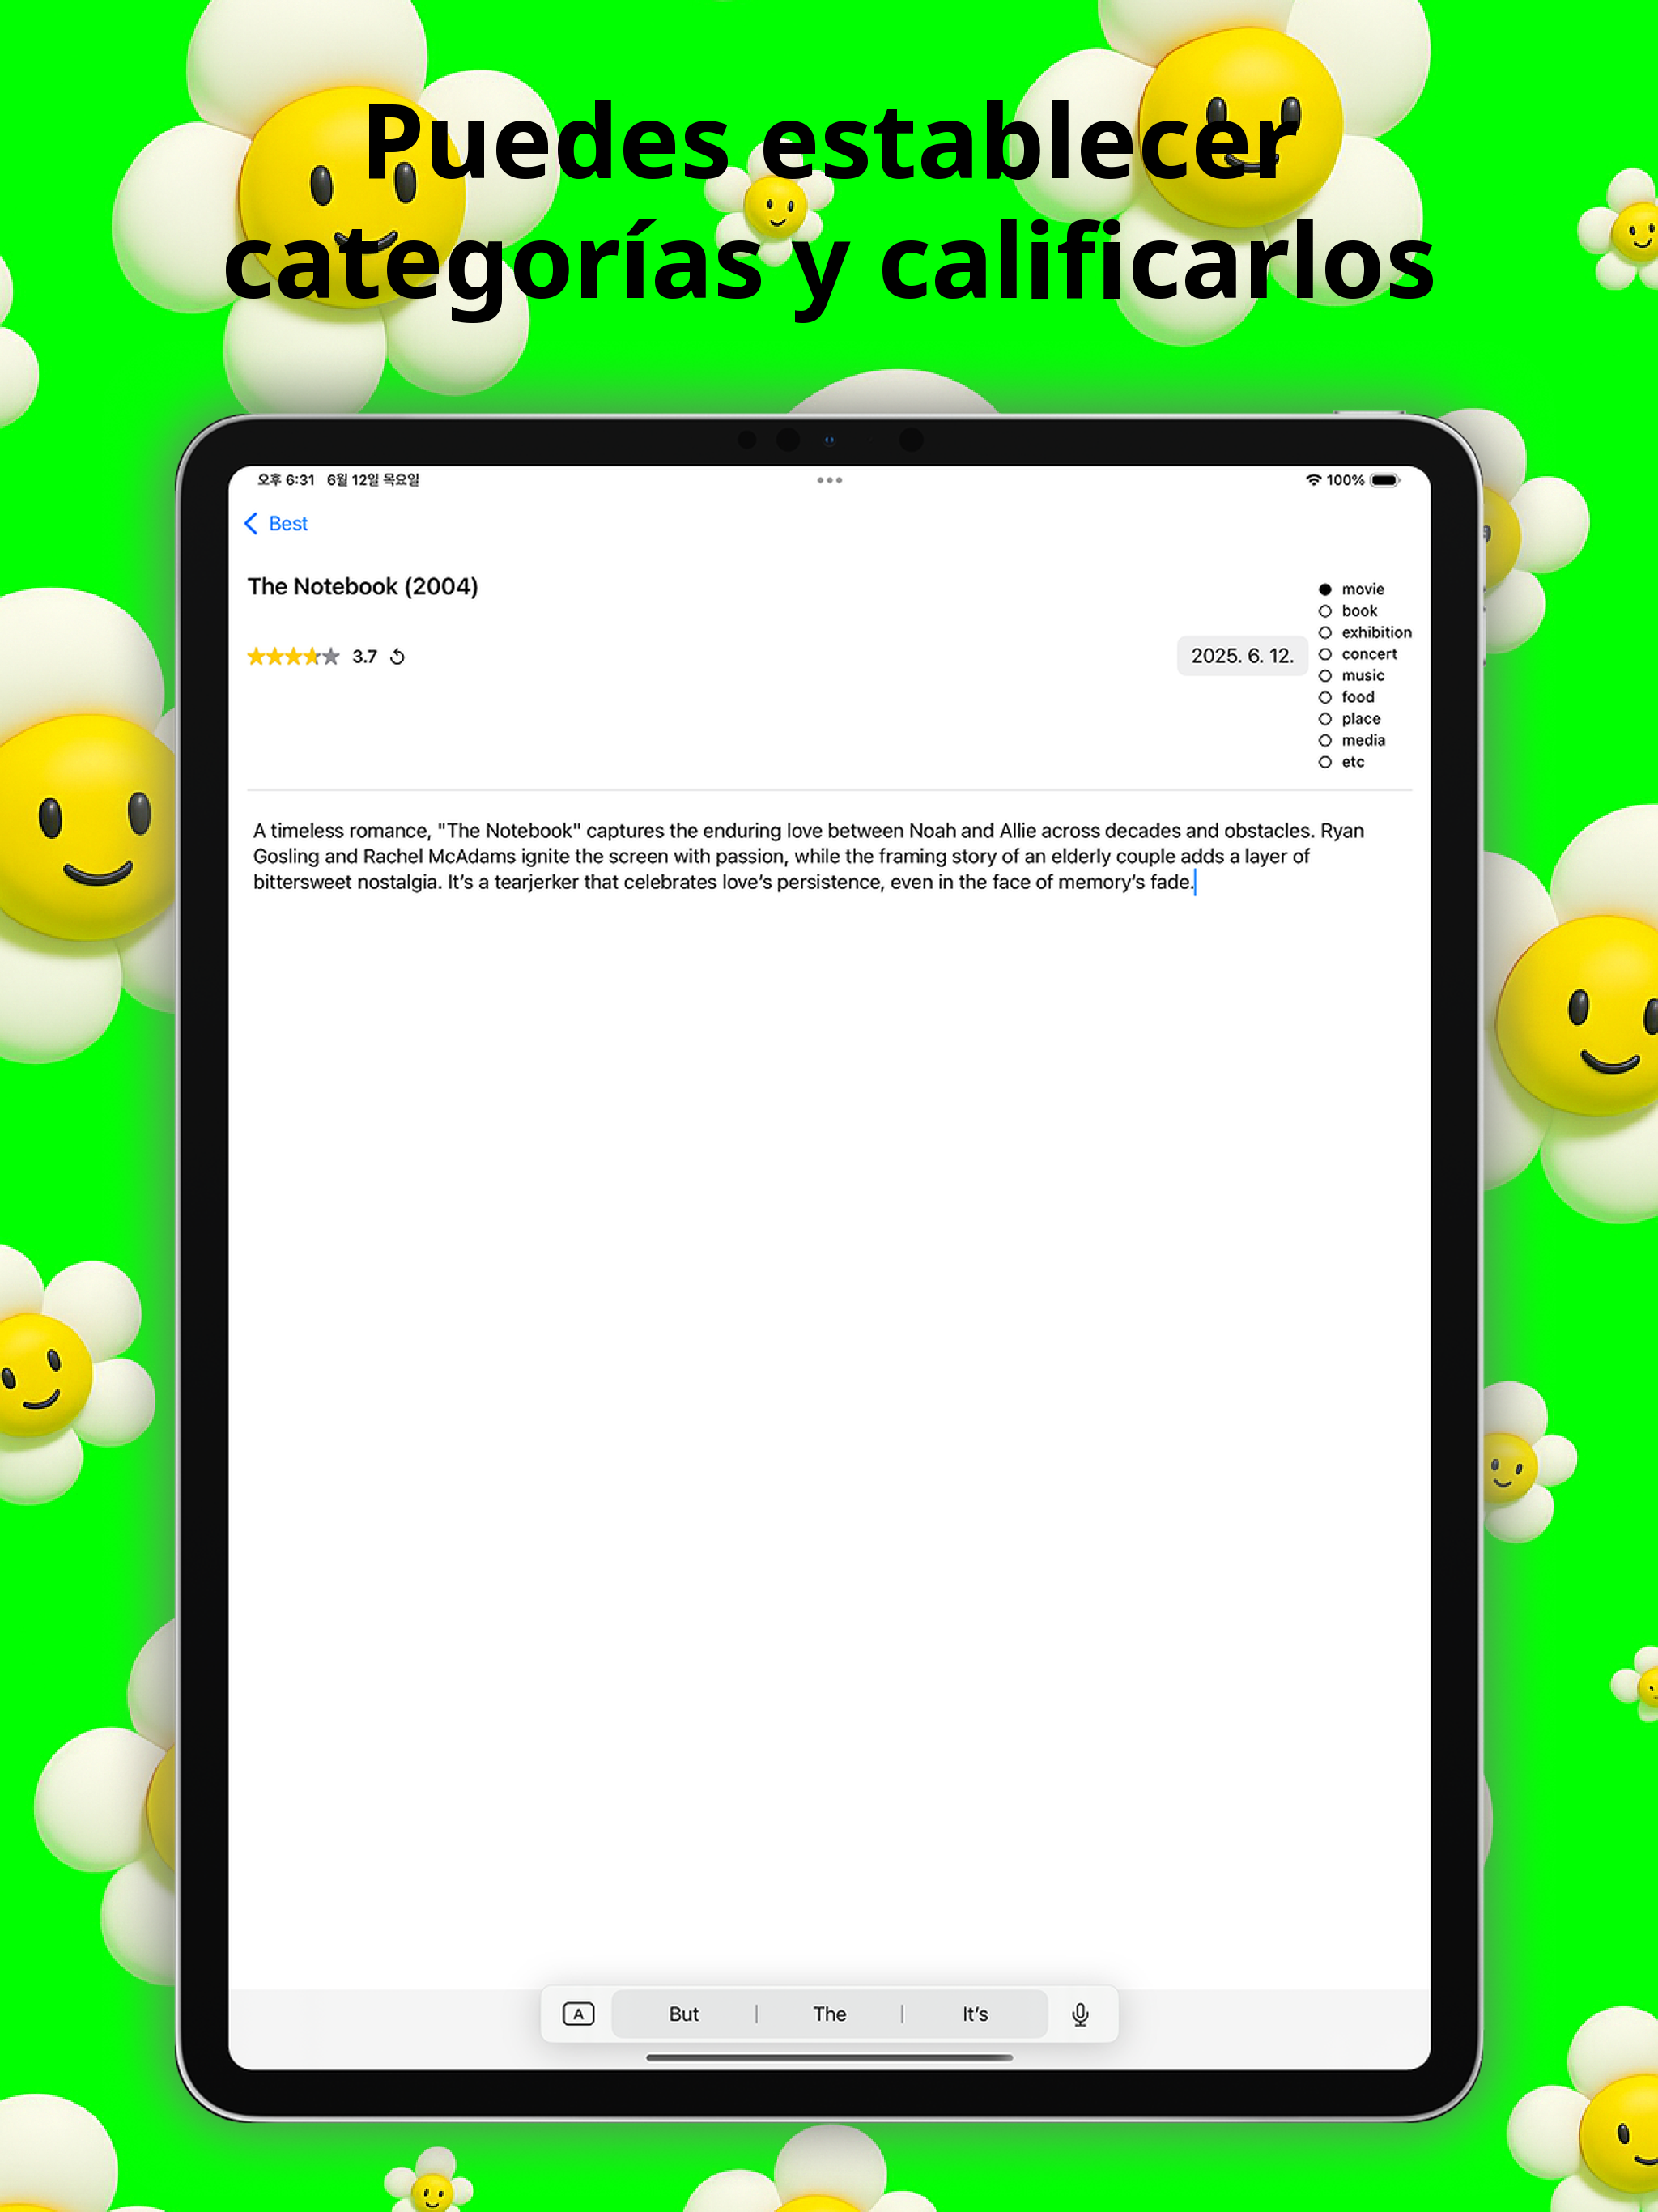 Puedes establecer
categorías y calificarlos
오후 6:31 6월 12일 목요일
100%
Best
The Notebook (2004)
3.7
2025. 6. 12.
movie
book
exhibition
concert
music
food
place
media
etc
A timeless romance, "The Notebook" captures the enduring love between Noah and Allie across decades and obstacles. Ryan
Gosling and Rachel McAdams ignite the screen with passion, while the framing story of an elderly couple adds a layer of
bittersweet nostalgia. It’s a tearjerker that celebrates love’s persistence, even in the face of memory’s fade.
A But The It’s